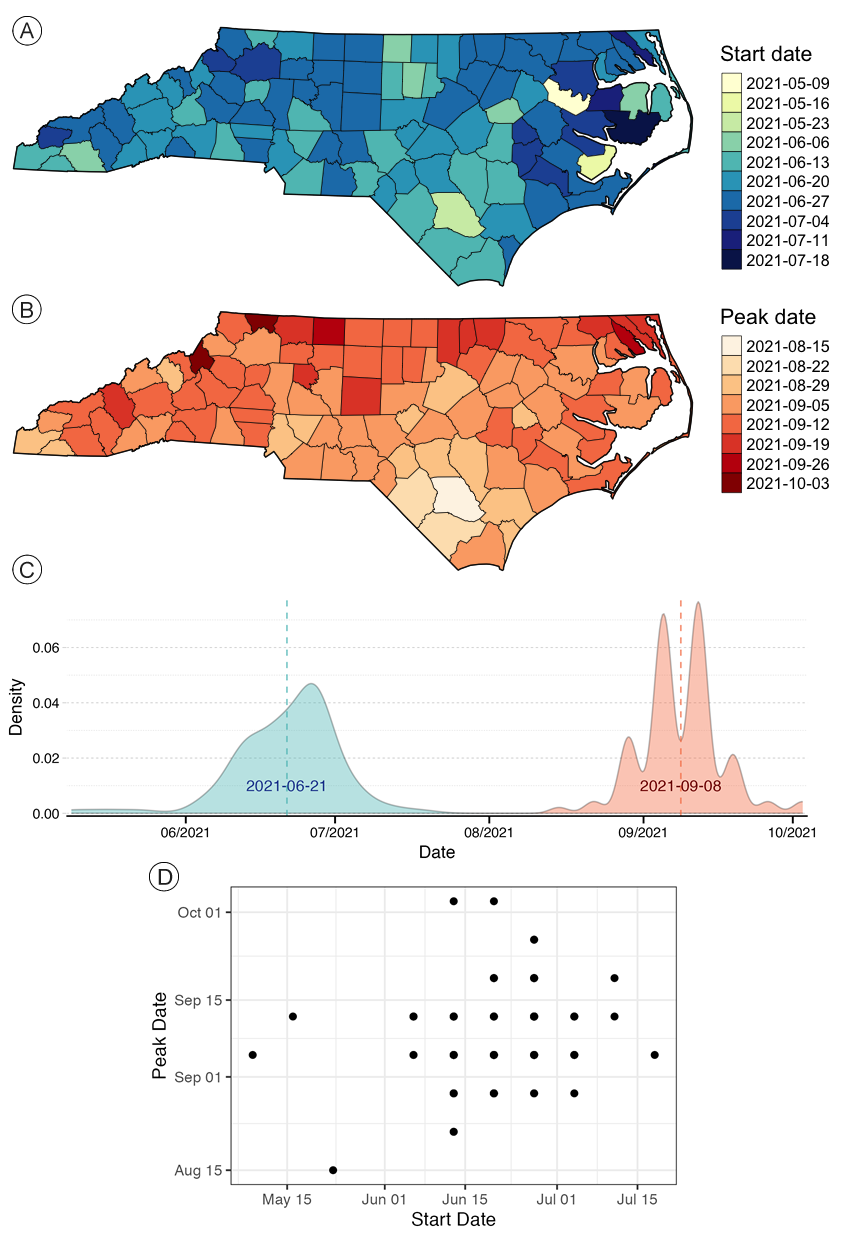 A
Start date
2021-05-09
2021-05-16
2021-05-23
2021-06-06
2021-06-13
2021-06-20
2021-06-27
2021-07-04
2021-07-11
2021-07-18
B
Peak date
2021-08-15
2021-08-22
2021-08-29
2021-09-05
2021-09-12
2021-09-19
2021-09-26
2021-10-03
C
Density
0.06
0.04
0.02
0.00
2021-06-21
2021-09-08
06/2021 07/2021 08/2021 09/2021 10/2021
Date
D
Peak Date
Oct 01
Sep 15
Sep 01
Aug 15
May 15 Jun 01 Jun 15 Jul 01 Jul 15
Start Date